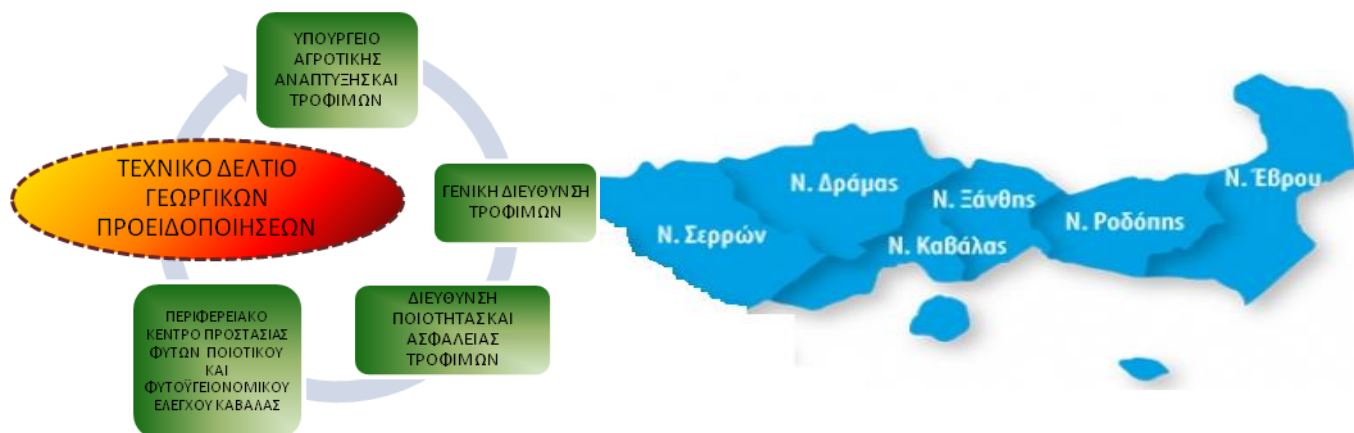 ΥΠΟΥΡΓΕΙΟ
ΑΓΡΟΤΙΚΗΣ
ΑΝΑΠΤΥΞΗΣ ΚΑΙ
ΤΡΟΦΙΜΩΝ
ΤΕΧΝΙΚΟ ΔΕΛΤΙΟ
ΓΕΩΡΓΙΚΩΝ
ΠΡΟΕΙΔΟΠΟΙΗΣΕΩΝ
ΓΕΝΙΚΗ ΔΙΕΥΘΥΝΣΗ
ΤΡΟΦΙΜΩΝ
ΔΙΕΥΘΥΝΣΗ
ΠΟΙΟΤΗΤΑΣ ΚΑΙ
ΑΣΦΑΛΕΙΑΣ
ΤΡΟΦΙΜΩΝ
ΠΕΡΙΦΕΡΕΙΑΚΟ
ΚΕΝΤΡΟ ΠΡΟΣΤΑΣΙΑΣ
ΦΥΤΩΝ ΠΟΙΟΤΙΚΟΥ
ΚΑΙ
ΦΥΤΟΫΓΕΙΟΝΟΜΙΚΟΥ
ΕΛΕΓΧΟΥ ΚΑΒΑΛΑΣ
Ν. Σερρών
Ν. Δράμας
Ν. Καβάλας
Ν. Ξάνθης
Ν. Ροδόπης
Ν. Έβρου